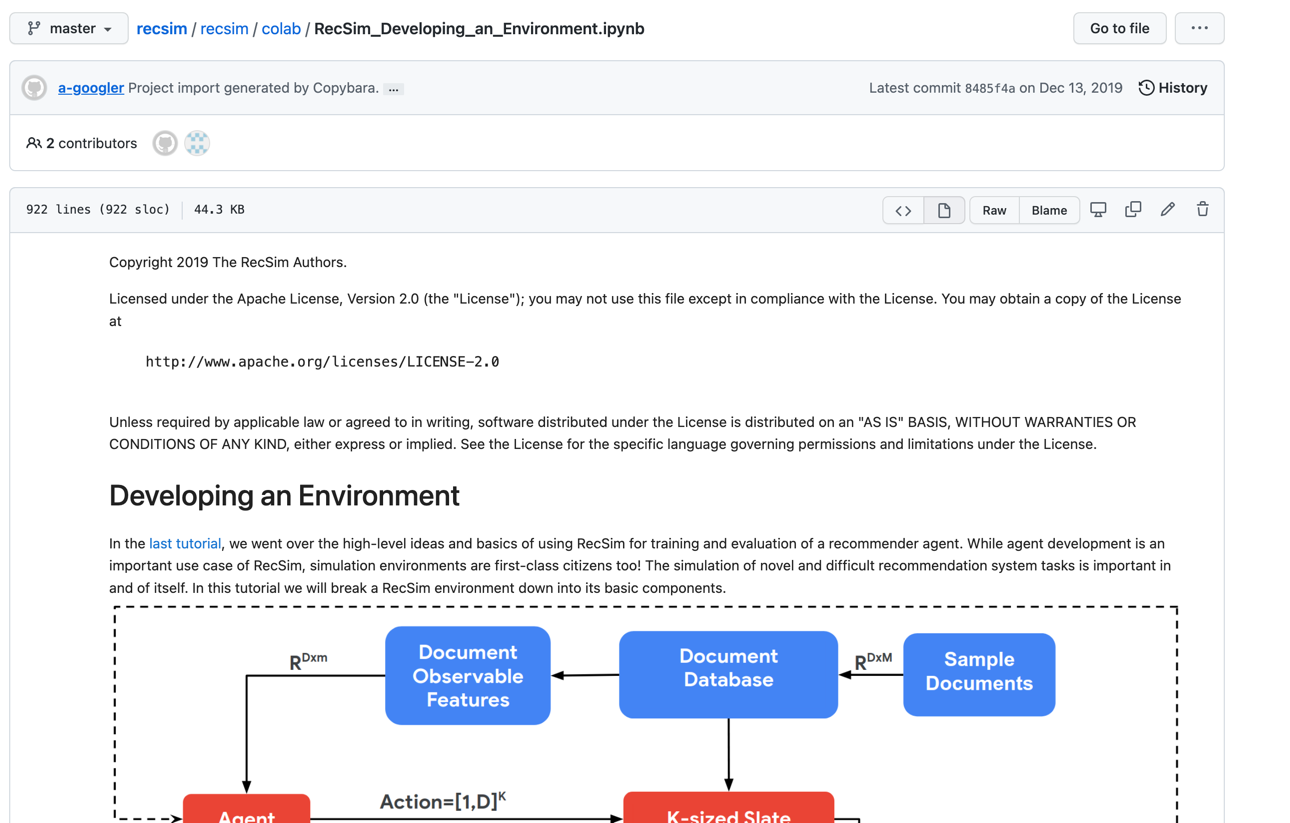 master recsim / recsim / colab / RecSim_Developing_an_Environment.ipynb Go to file ...
a-googler Project import generated by Copybara. ... Latest commit 8485f4a on Dec 13, 2019 History
2 contributors
922 lines (922 sloc) 44.3 KB <> Raw Blame
Copyright 2019 The RecSim Authors.
Licensed under the Apache License, Version 2.0 (the "License"); you may not use this file except in compliance with the License. You may obtain a copy of the License
at
http://www.apache.org/licenses/LICENSE-2.0
Unless required by applicable law or agreed to in writing, software distributed under the License is distributed on an "AS IS" BASIS, WITHOUT WARRANTIES OR
CONDITIONS OF ANY KIND, either express or implied. See the License for the specific language governing permissions and limitations under the License.
Developing an Environment
In the last tutorial, we went over the high-level ideas and basics of using RecSim for training and evaluation of a recommender agent. While agent development is an
important use case of RecSim, simulation environments are first-class citizens too! The simulation of novel and difficult recommendation system tasks is important in
and of itself. In this tutorial we will break a RecSim environment down into its basic components.
R^Dxm
Document
Observable
Features
Document
Database
R^DxM
Sample
Documents
Agent
Action=[1,D]^K
K-sized Slate